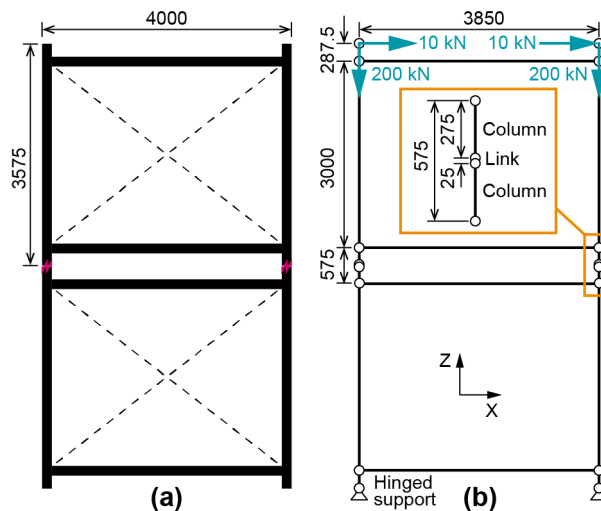 4000
3575
(a)
3850
287.5
10 kN
10 kN
200 kN
200 kN
3000
575
575
275
25
Column
Link
Column
Z
X
Hinged
support
(b)